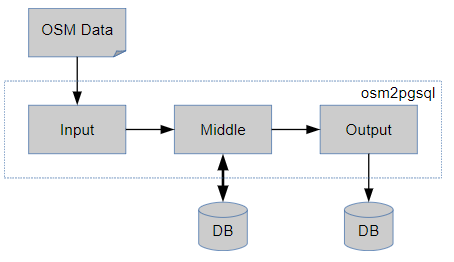 OSM Data
osm2pgsql
Input
Middle
Output
DB
DB